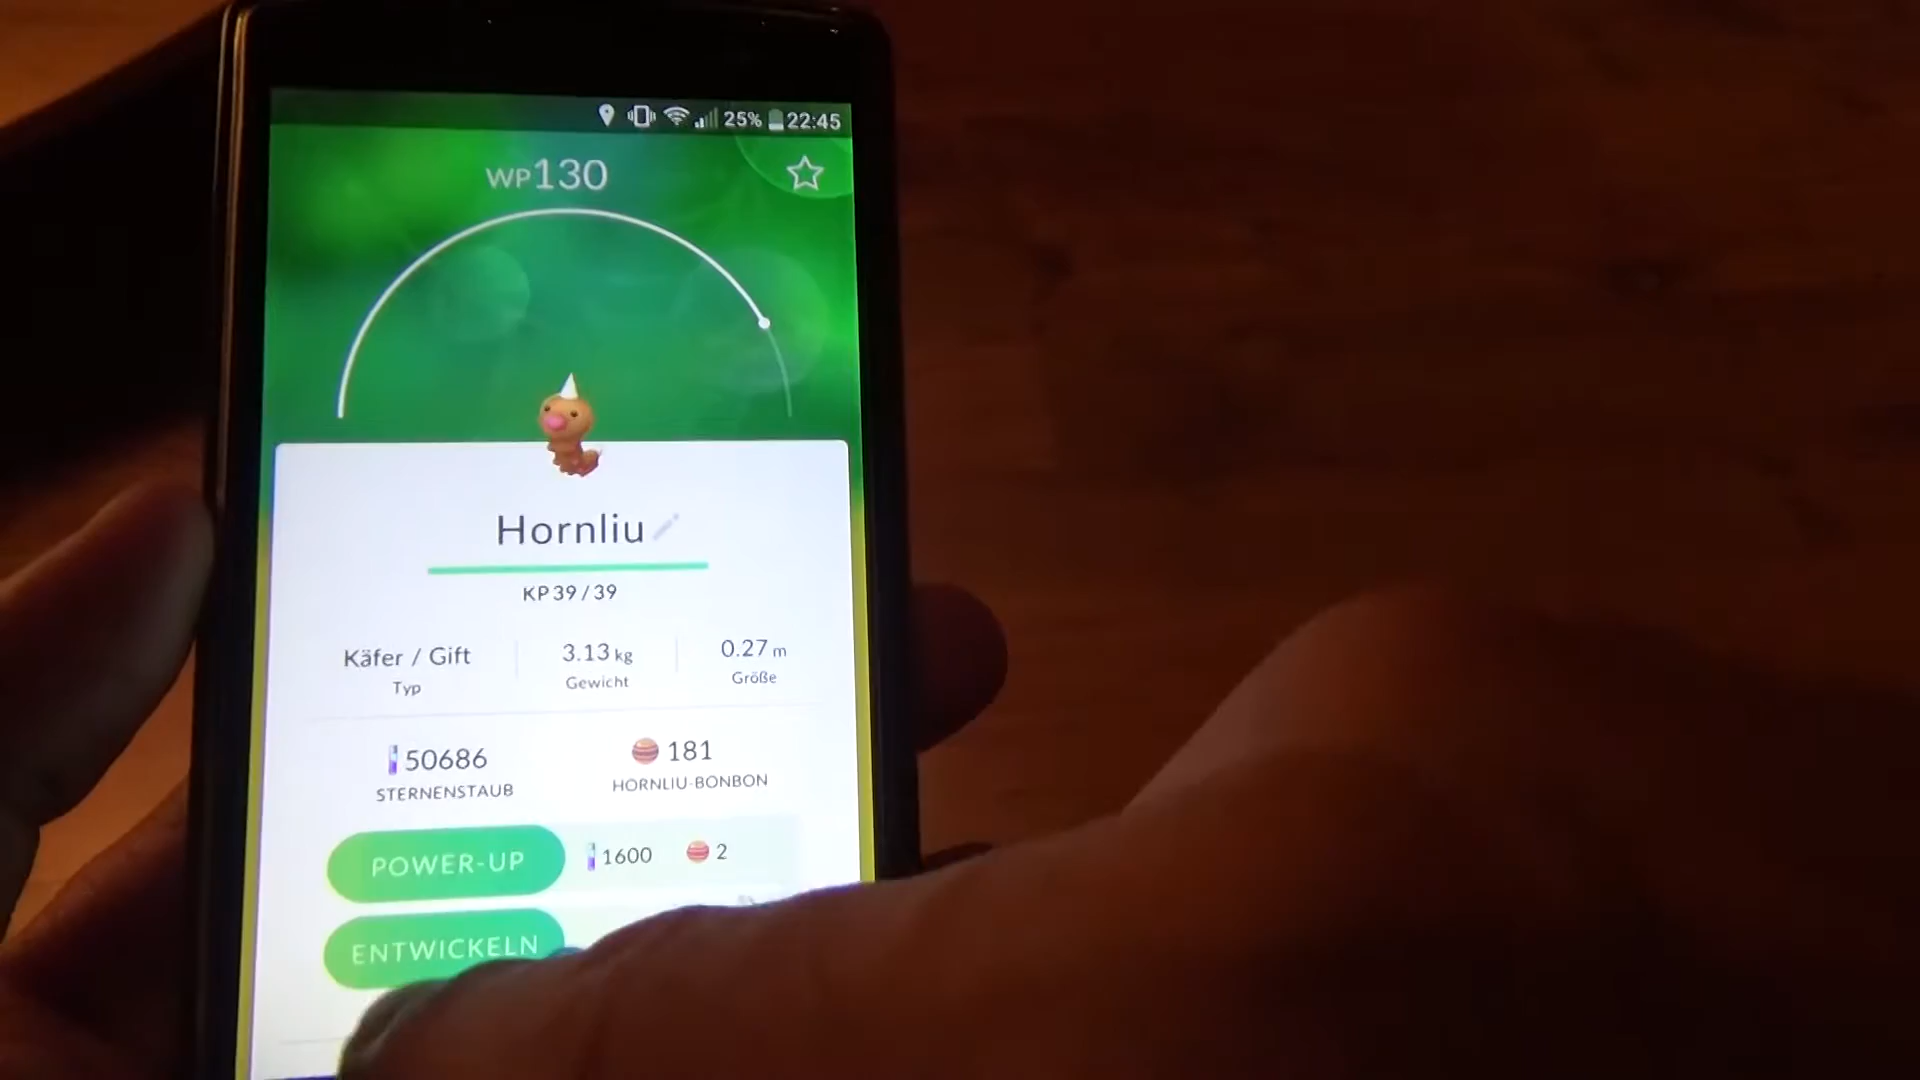 25% 22:45
WP130
Hornliu
KP 39 / 39
Käfer / Gift
Typ
3.13 kg
Gewicht
0.27 m
Größe
50686
STERNENSTAUB
181
HORNLIU-BONBON
POWER-UP 1600 2
ENTWICKELN